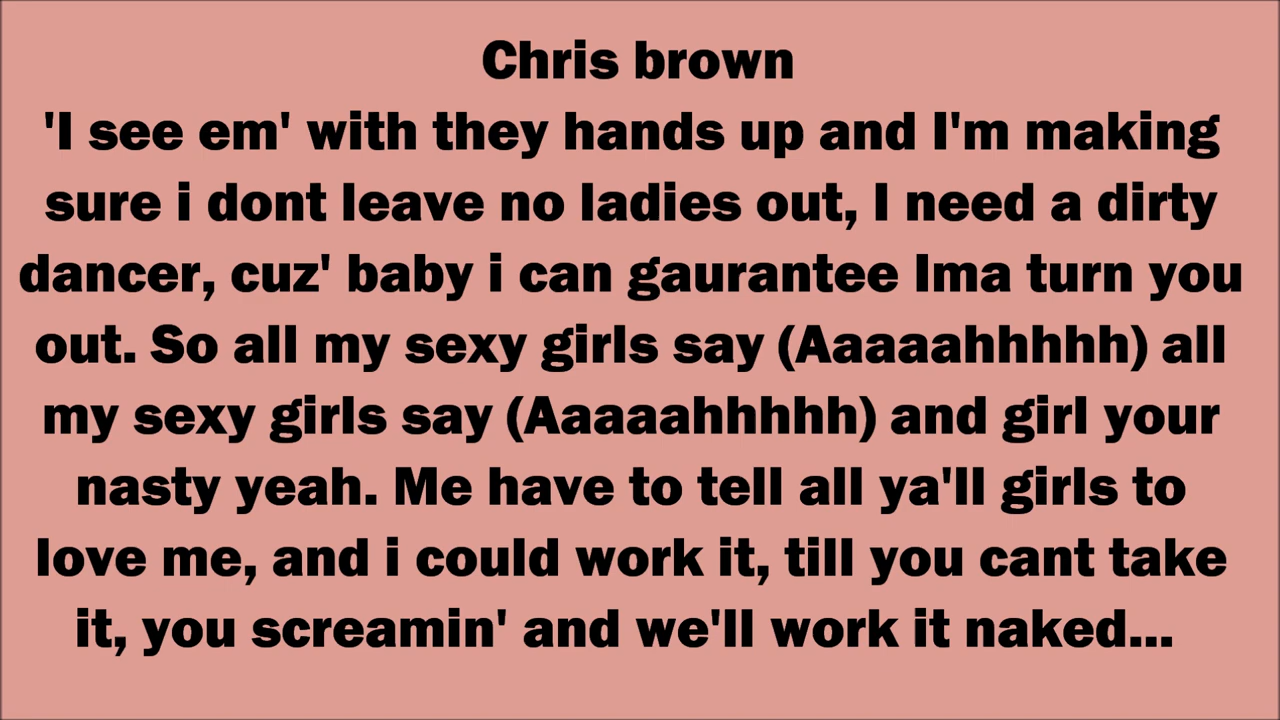 Chris brown
'I see em' with they hands up and I'm making
sure i dont leave no ladies out, I need a dirty
dancer, cuz' baby i can gaurantee Ima turn you
out. So all my sexy girls say (Aaaaahhhhh) all
my sexy girls say (Aaaaahhhhh) and girl your
nasty yeah. Me have to tell all ya'll girls to
love me, and i could work it, till you cant take
it, you screamin' and we'll work it naked...